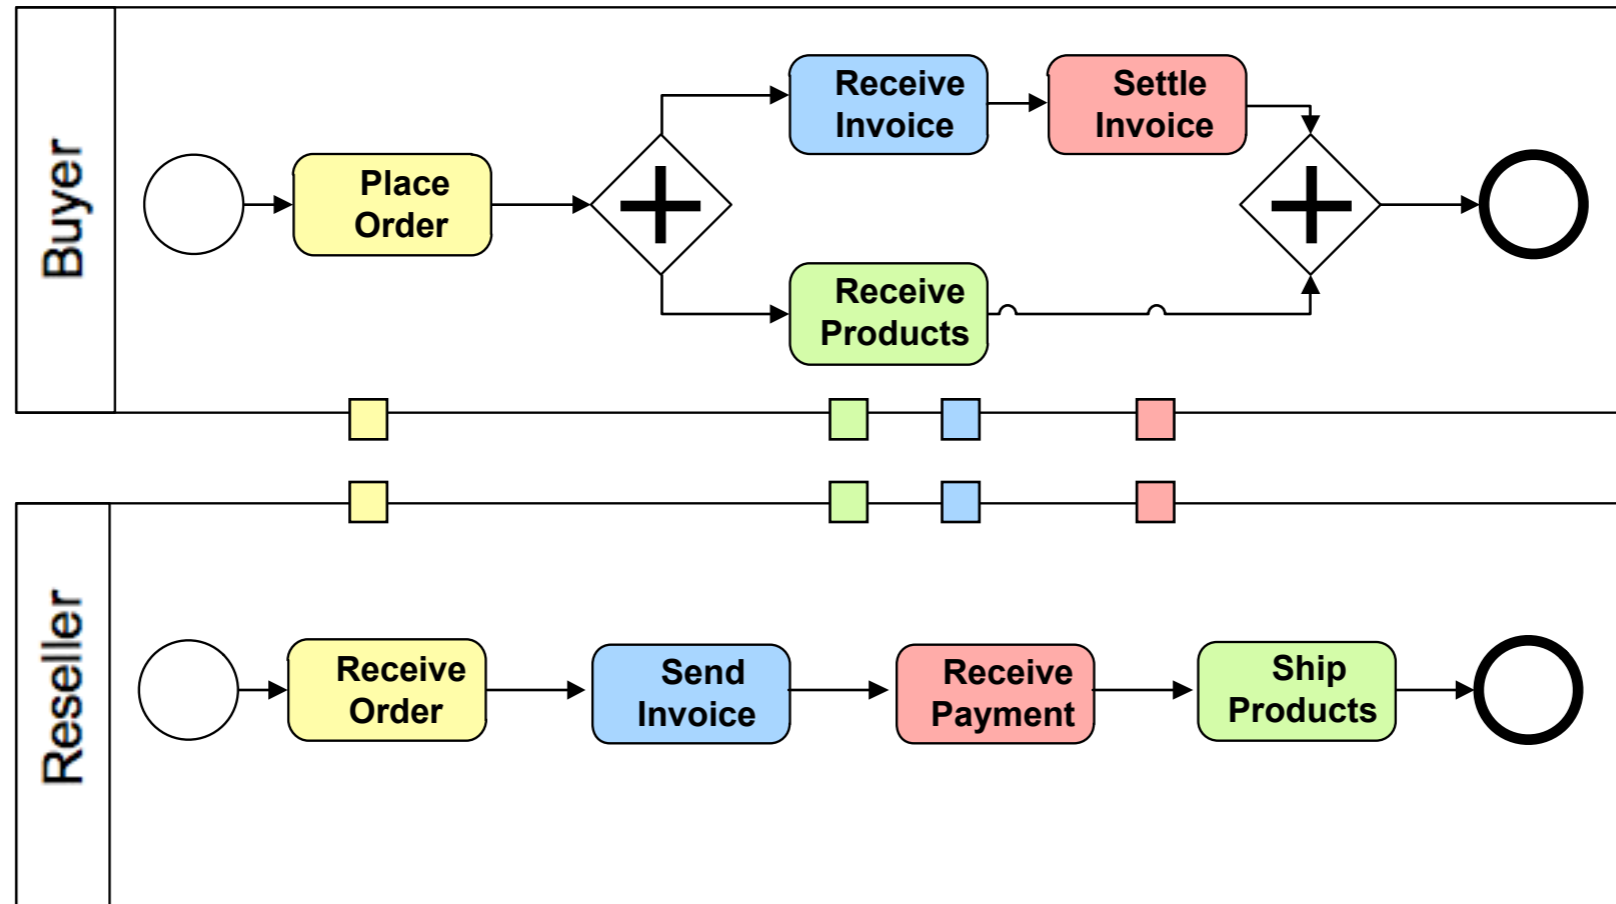 Buyer
Place
Order
Receive
Invoice
Settle
Invoice
Receive
Products
Reseller
Receive
Order
Send
Invoice
Receive
Payment
Ship
Products